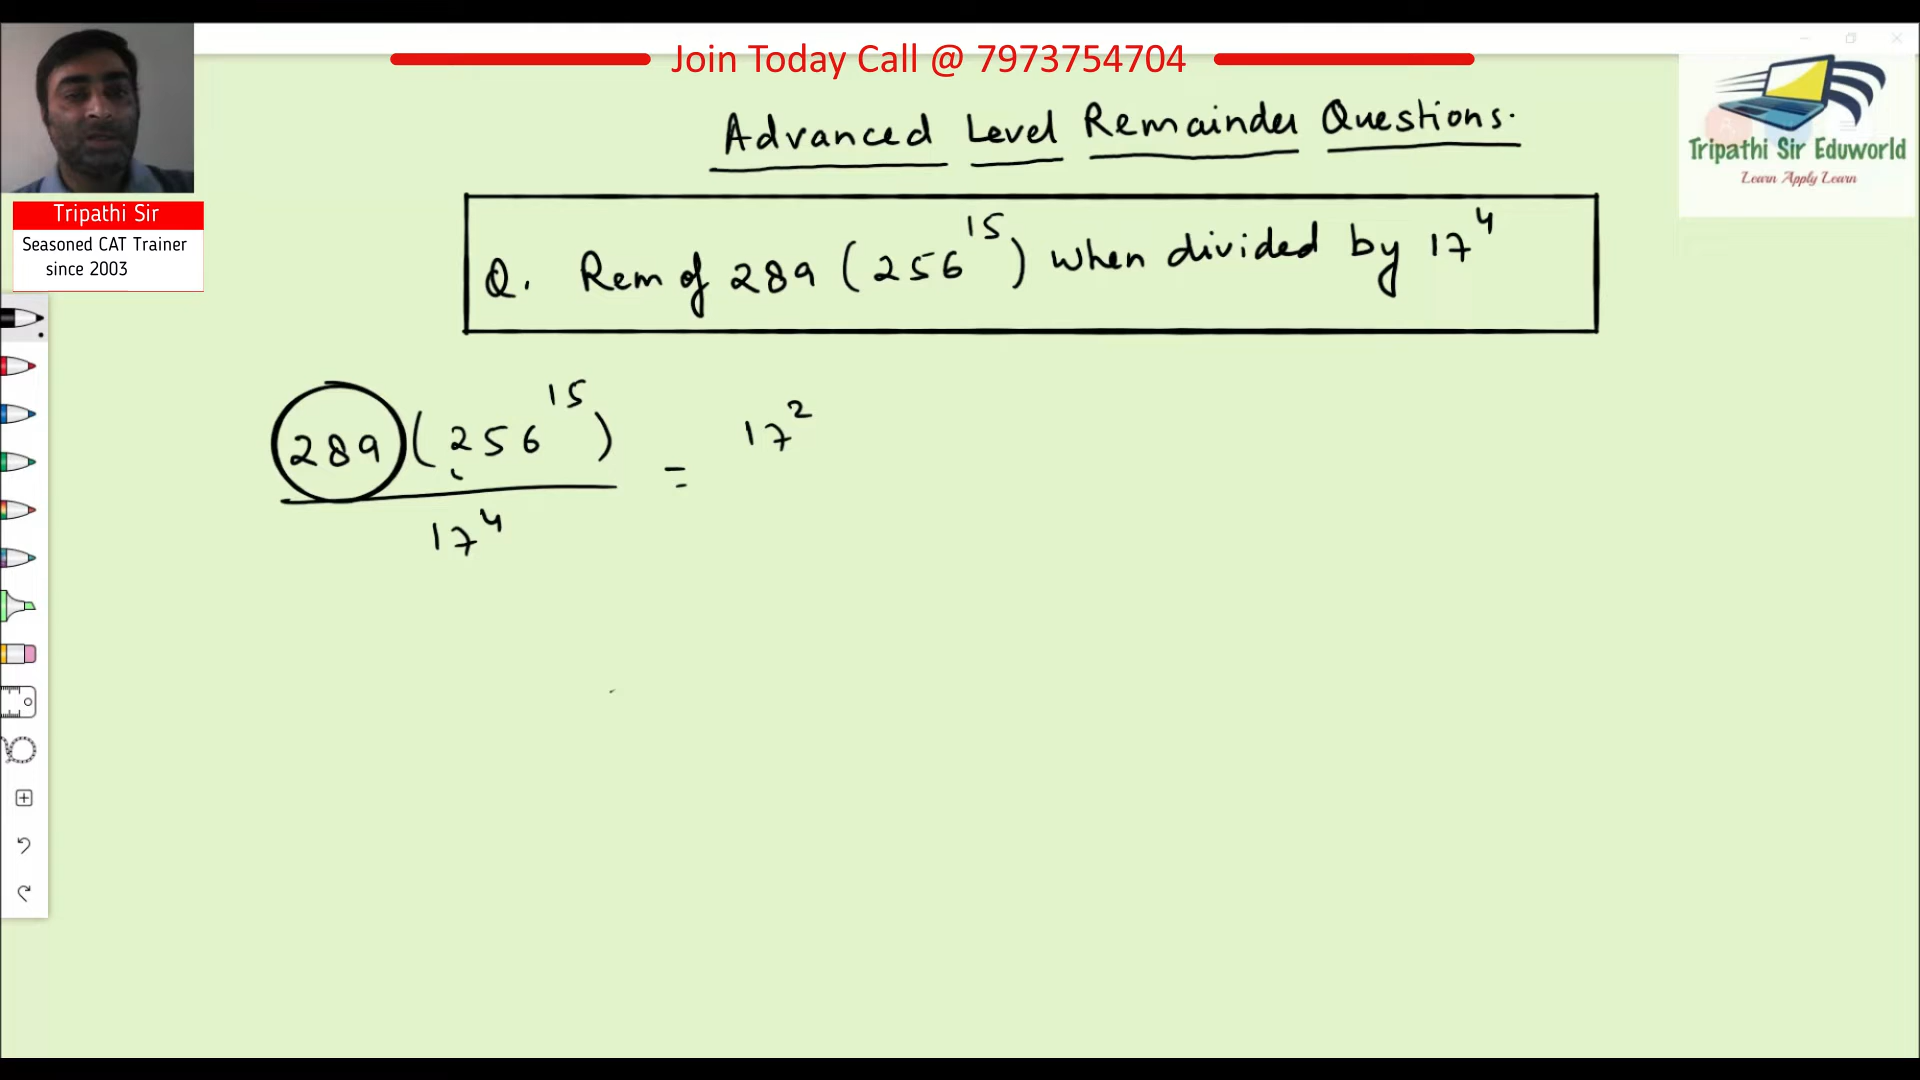 Join Today Call @ 7973754704
Advanced Level Remainder Questions.
Tripathi Sir Eduworld
Learn Apply Learn
Tripathi Sir
Seasoned CAT Trainer
since 2003
Q. Rem of 289 (256^15) when divided by 17^4
289 (256^15) = 17^2
17^4